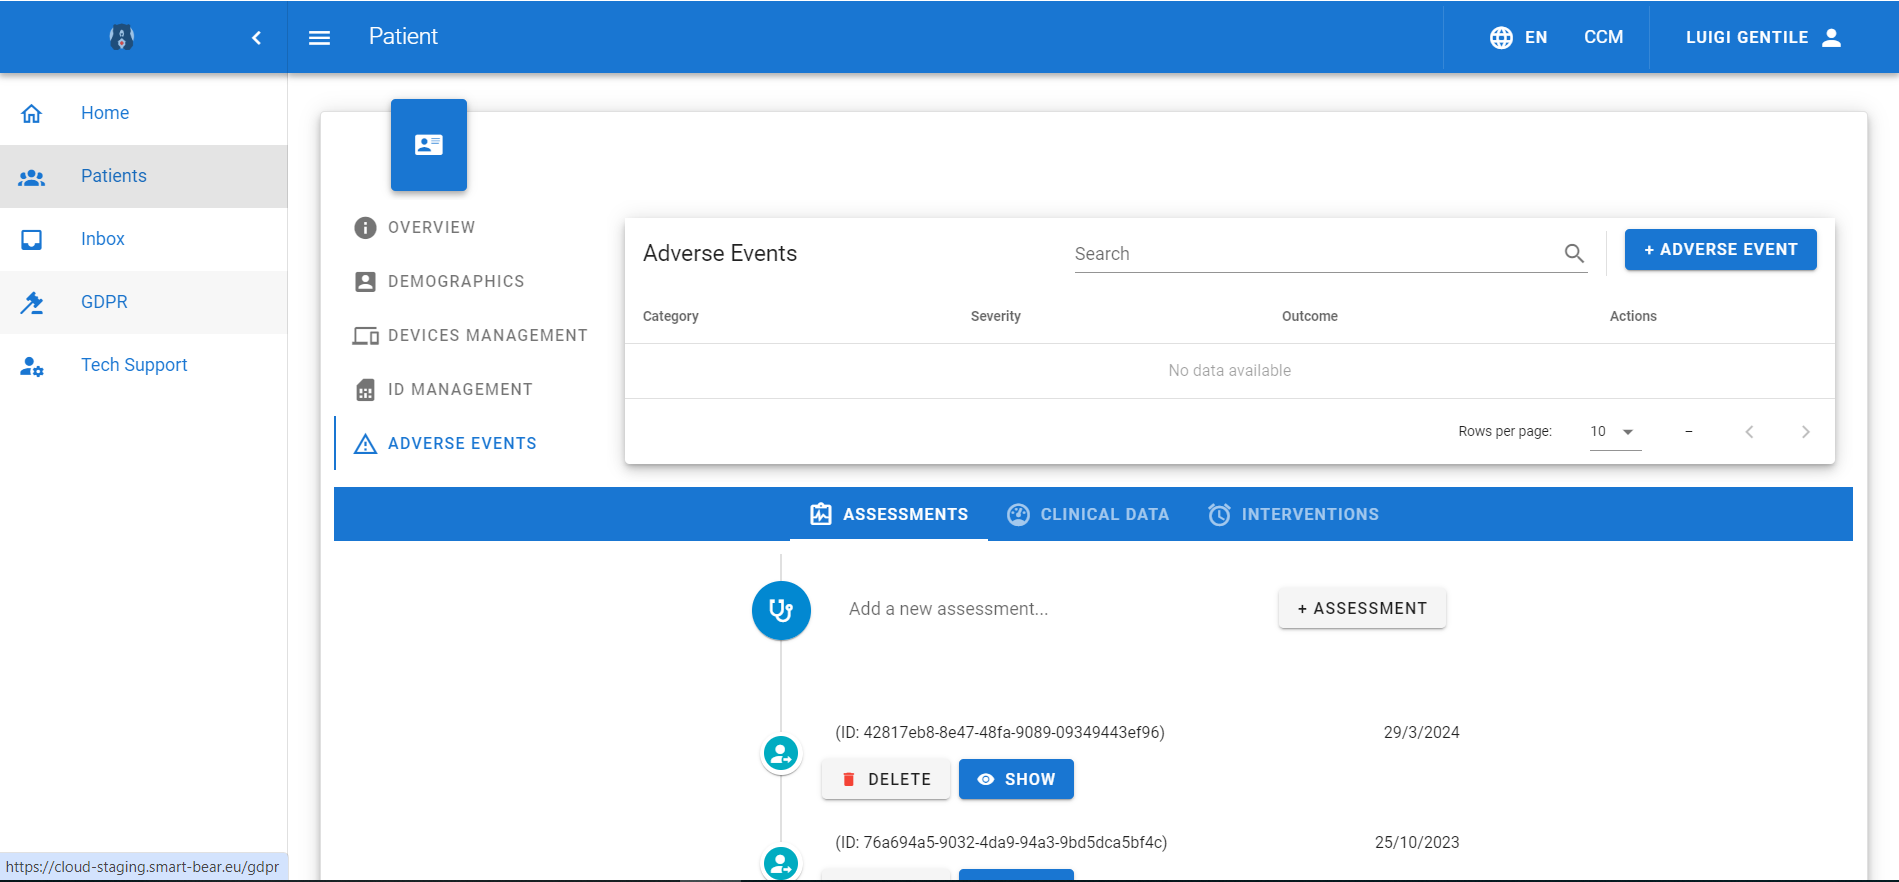 Patient
EN
CCM
LUIGI GENTILE
Home
Patients
Inbox
GDPR
Tech Support
OVERVIEW
DEMOGRAPHICS
DEVICES MANAGEMENT
ID MANAGEMENT
ADVERSE EVENTS
Adverse Events
Search
+ ADVERSE EVENT
Category Severity Outcome Actions
No data available
Rows per page: 10 –
ASSESSMENTS CLINICAL DATA INTERVENTIONS
Add a new assessment...
+ ASSESSMENT
(ID: 42817eb8-8e47-48fa-9089-09349443ef96) 29/3/2024
DELETE SHOW
(ID: 76a694a5-9032-4da9-94a3-9bd5dca5bf4c) 25/10/2023
https://cloud-staging.smart-bear.eu/gdpr